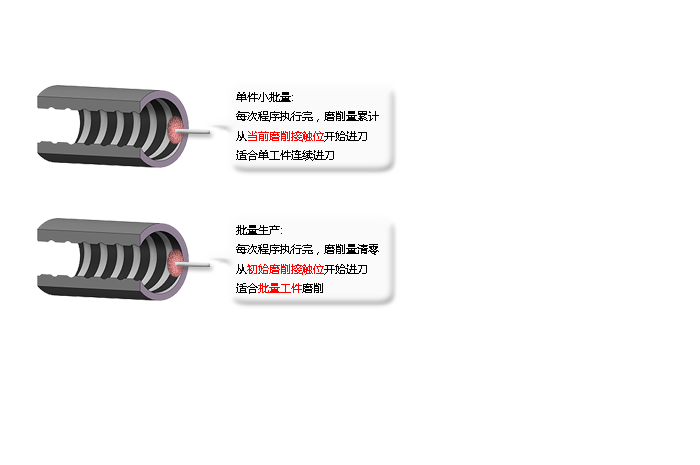 单件小批量:
每次程序执行完，磨削量累计
从当前磨削接触位开始进刀
适合单工件连续进刀
批量生产:
每次程序执行完，磨削量清零
从初始磨削接触位开始进刀
适合批量工件磨削